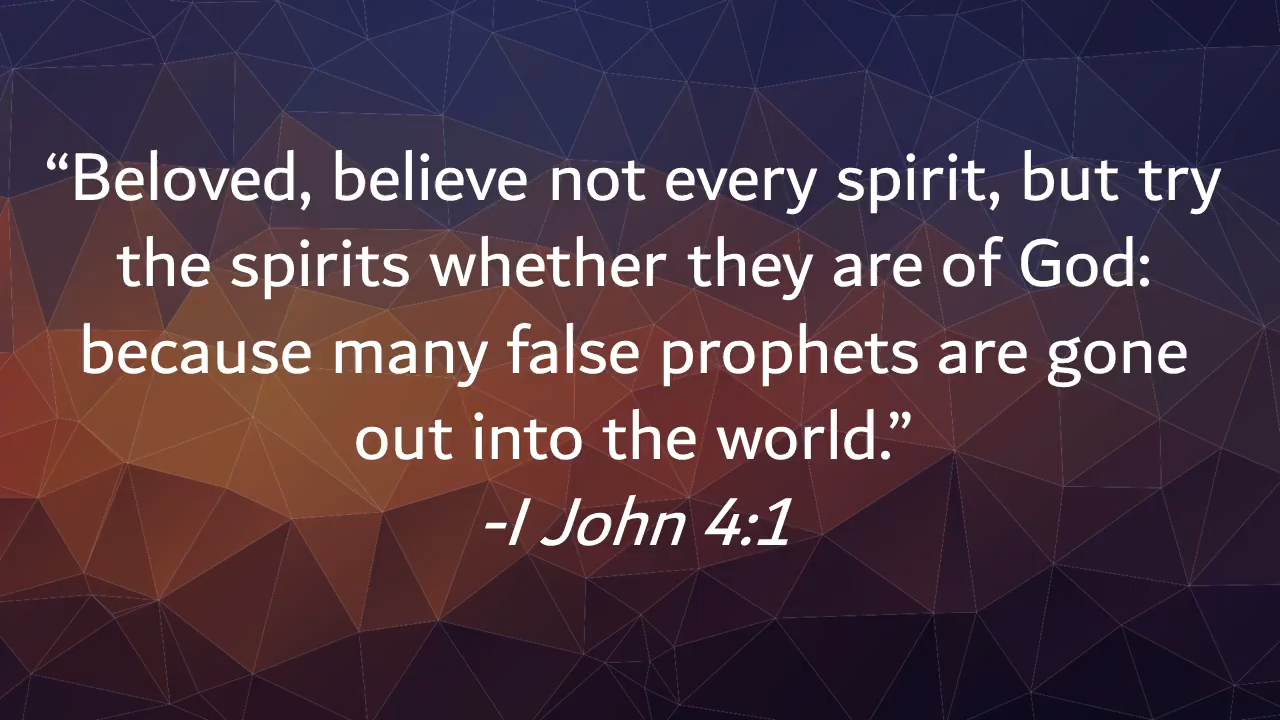 “Beloved, believe not every spirit, but try
the spirits whether they are of God:
because many false prophets are gone
out into the world.”
-I John 4:1